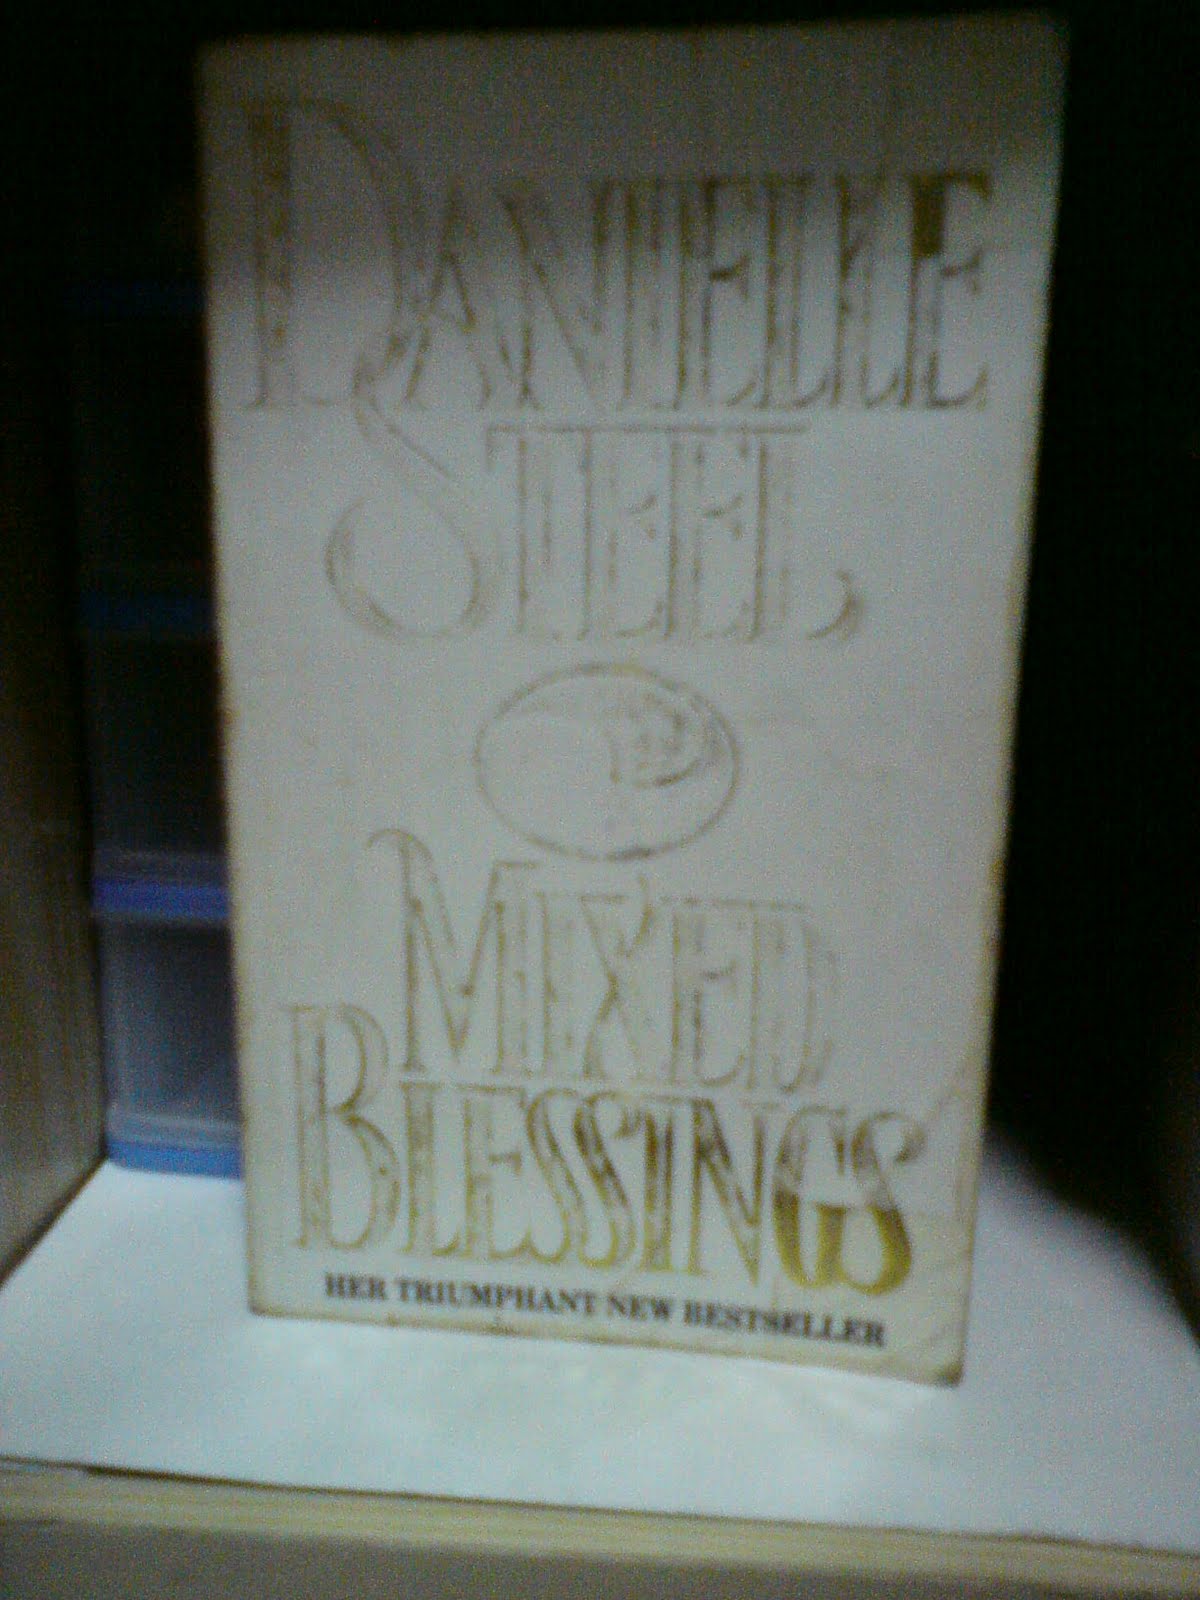 DANIELLE
STEEL
MIXED
BLESSINGS
HER TRIUMPHANT NEW BESTSELLER